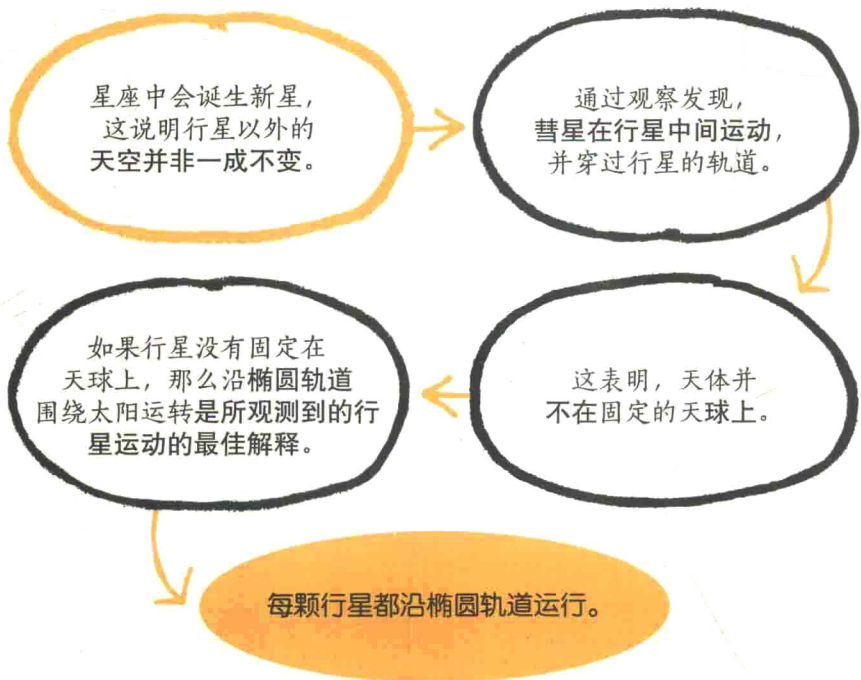 星座中会诞生新星，
这说明行星以外的
天空并非一成不变。
通过观察发现，
彗星在行星中间运动，
并穿过行星的轨道。
这表明，天体并
不在固定的天球上。
如果行星没有固定在
天球上，那么沿椭圆轨道
围绕太阳运转是所观测到的行
星运动的最佳解释。
每颗行星都沿椭圆轨道运行。